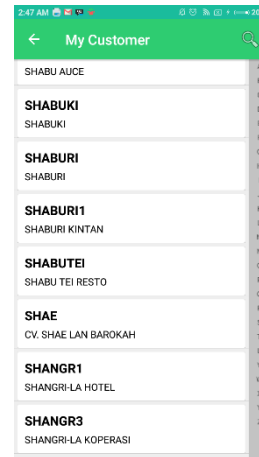 2:47 AM
My Customer
SHABU AUCE
SHABUKI
SHABUKI
SHABURI
SHABURI
SHABURI1
SHABURI KINTAN
SHABUTEI
SHABU TEI RESTO
SHAE
CV. SHAE LAN BAROKAH
SHANGR1
SHANGRI-LA HOTEL
SHANGR3
SHANGRI-LA KOPERASI